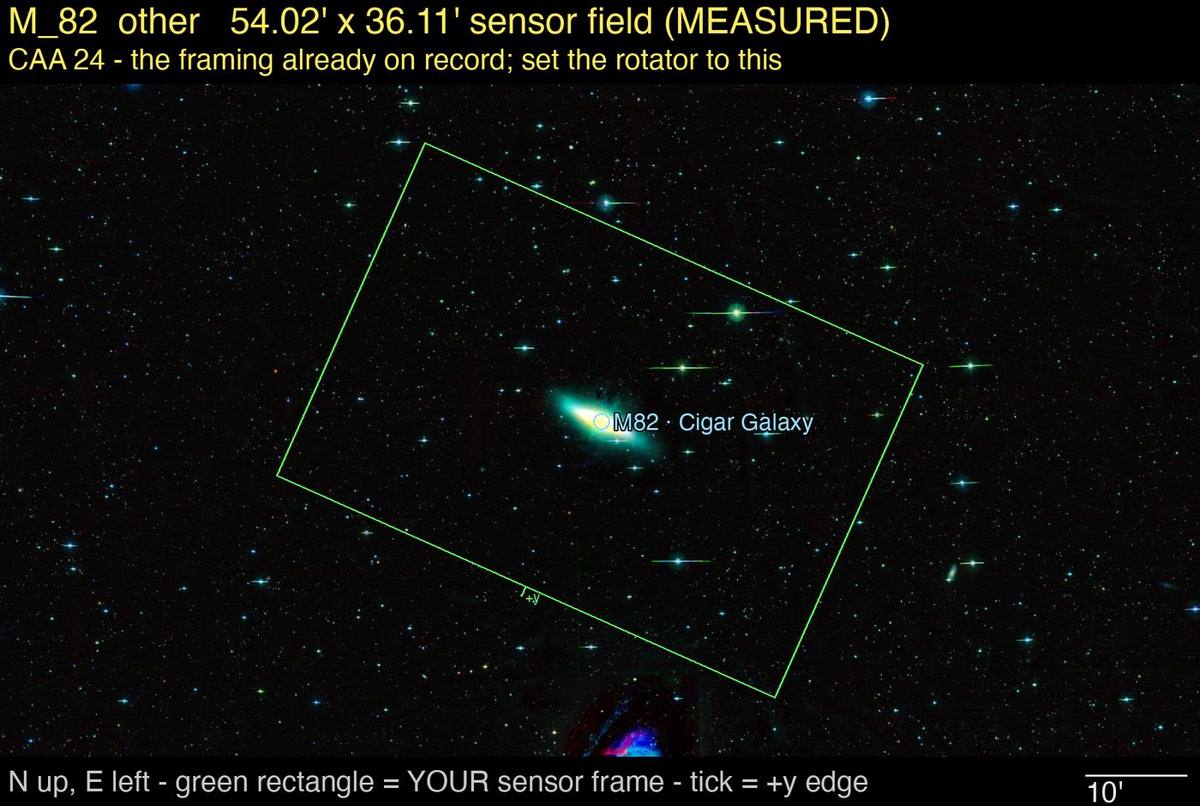 M_82 other 54.02' x 36.11' sensor field (MEASURED)
CAA 24 - the framing already on record; set the rotator to this
M82 · Cigar Galaxy
+y
N up, E left - green rectangle = YOUR sensor frame - tick = +y edge
10'